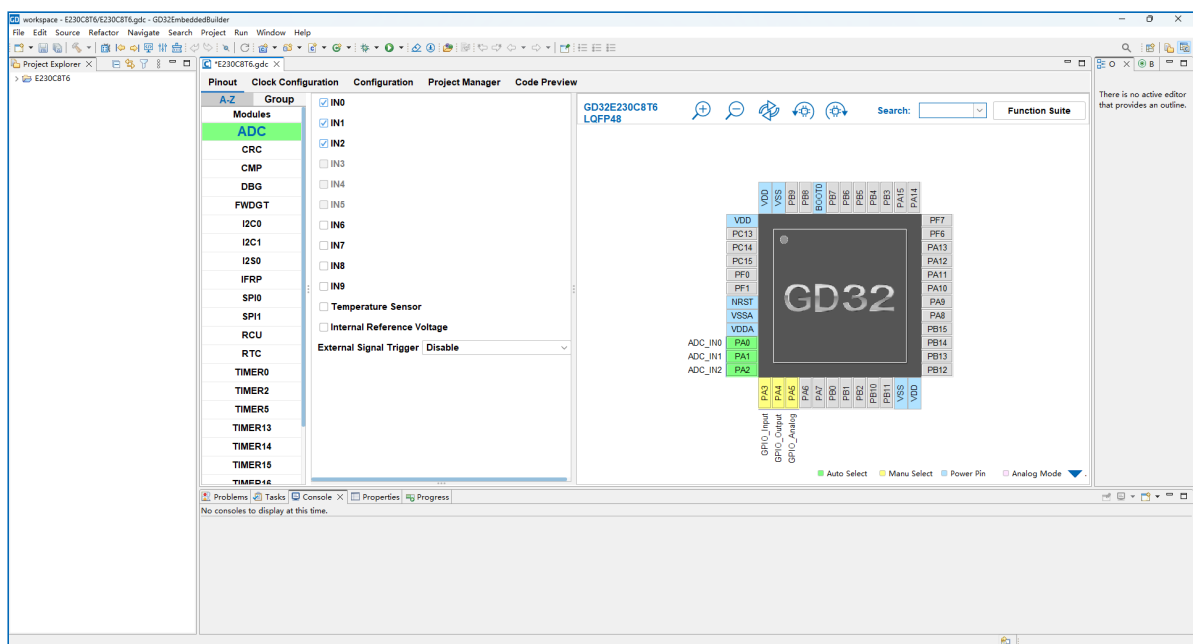 workspace - E230C8T6/E230C8T6.gdc - GD32EmbeddedBuilder
File Edit Source Refactor Navigate Search Project Run Window Help
Project Explorer
E230C8T6
*E230C8T6.gdc
Pinout Clock Configuration Configuration Project Manager Code Preview
A-Z Group
Modules
ADC
CRC
CMP
DBG
FWDGT
I2C0
I2C1
I2S0
IFRP
SPI0
SPI1
RCU
RTC
TIMER0
TIMER2
TIMER5
TIMER13
TIMER14
TIMER15
TIMER16
IN0
IN1
IN2
IN3
IN4
IN5
IN6
IN7
IN8
IN9
Temperature Sensor
Internal Reference Voltage
External Signal Trigger Disable
GD32E230C8T6
LQFP48
Search:
Function Suite
VDD VSS PB9 PB8 BOOT0 PB7 PB6 PB5 PB4 PB3 PA15 PA14
VDD
PC13
PC14
PC15
PF0
PF1
NRST
VSSA
VDDA
ADC_IN0 PA0
ADC_IN1 PA1
ADC_IN2 PA2
GD32
PF7
PF6
PA13
PA12
PA11
PA10
PA9
PA8
PB15
PB14
PB13
PB12
PA3 PA4 PA5 PA6 PA7 PB0 PB1 PB2 PB10 PB11 VSS VDD
GPIO_Input GPIO_Output GPIO_Analog
Auto Select Manu Select Power Pin Analog Mode
O B
There is no active editor
that provides an outline.
Problems Tasks Console Properties Progress
No consoles to display at this time.